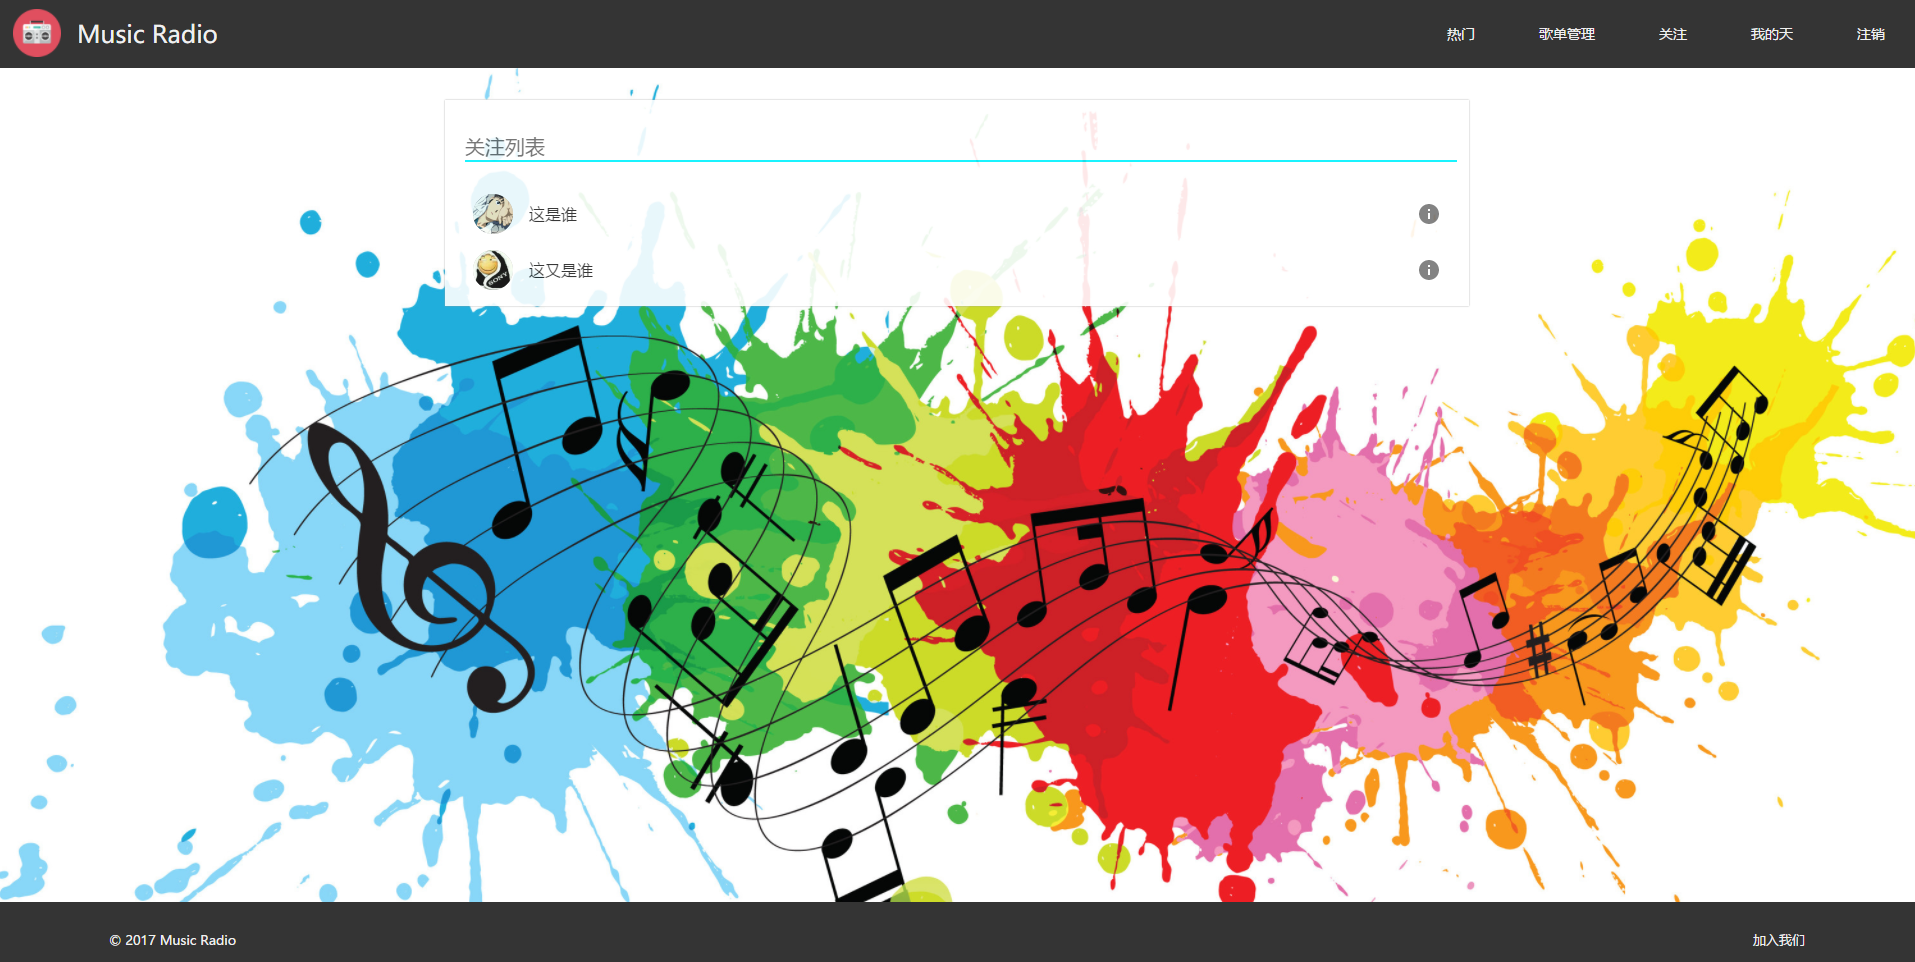 Music Radio
热门
歌单管理
关注
我的天
注销
关注列表
这是谁
这又是谁
SONY
© 2017 Music Radio
加入我们